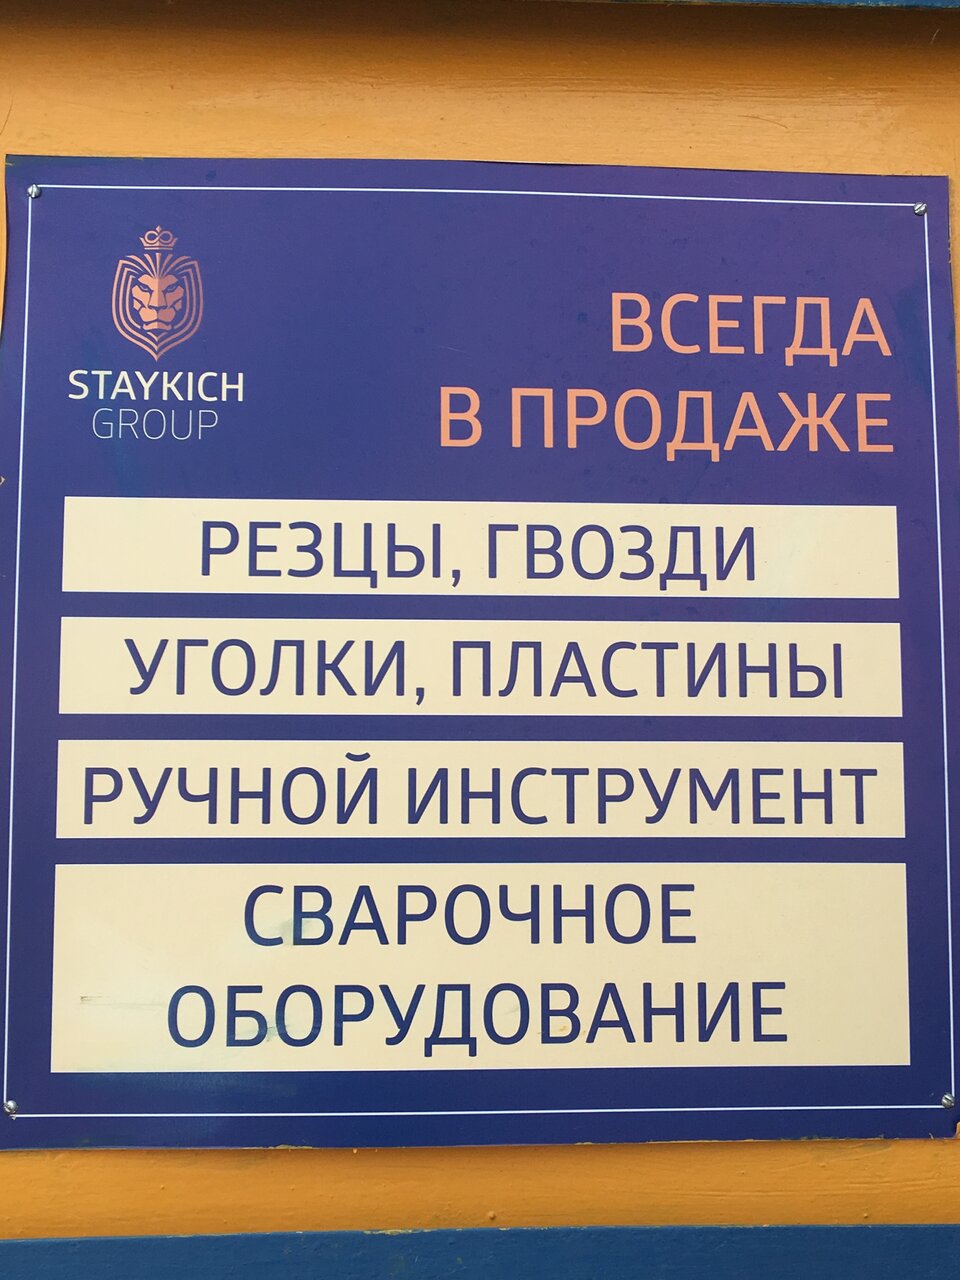 STAYKICH
GROUP
ВСЕГДА
В ПРОДАЖЕ
РЕЗЦЫ, ГВОЗДИ
УГОЛКИ, ПЛАСТИНЫ
РУЧНОЙ ИНСТРУМЕНТ
СВАРОЧНОЕ
ОБОРУДОВАНИЕ